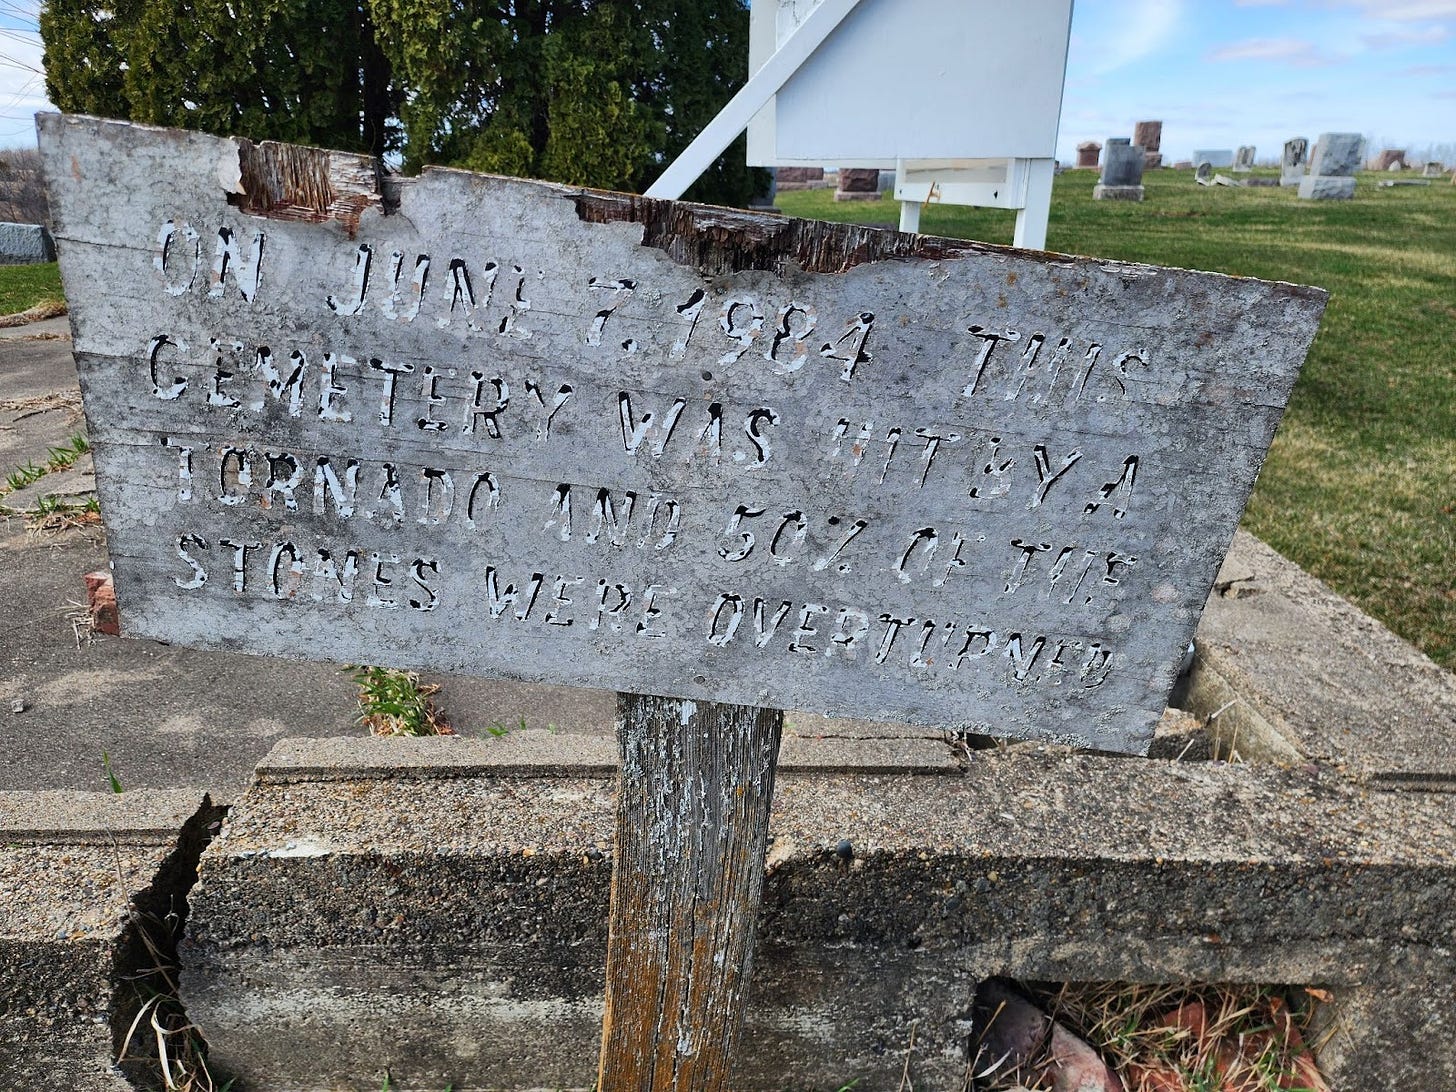 ON JUNE 7, 1984 THIS
CEMETERY WAS HIT BY A
TORNADO AND 50% OF THE
STONES WERE OVERTURNED